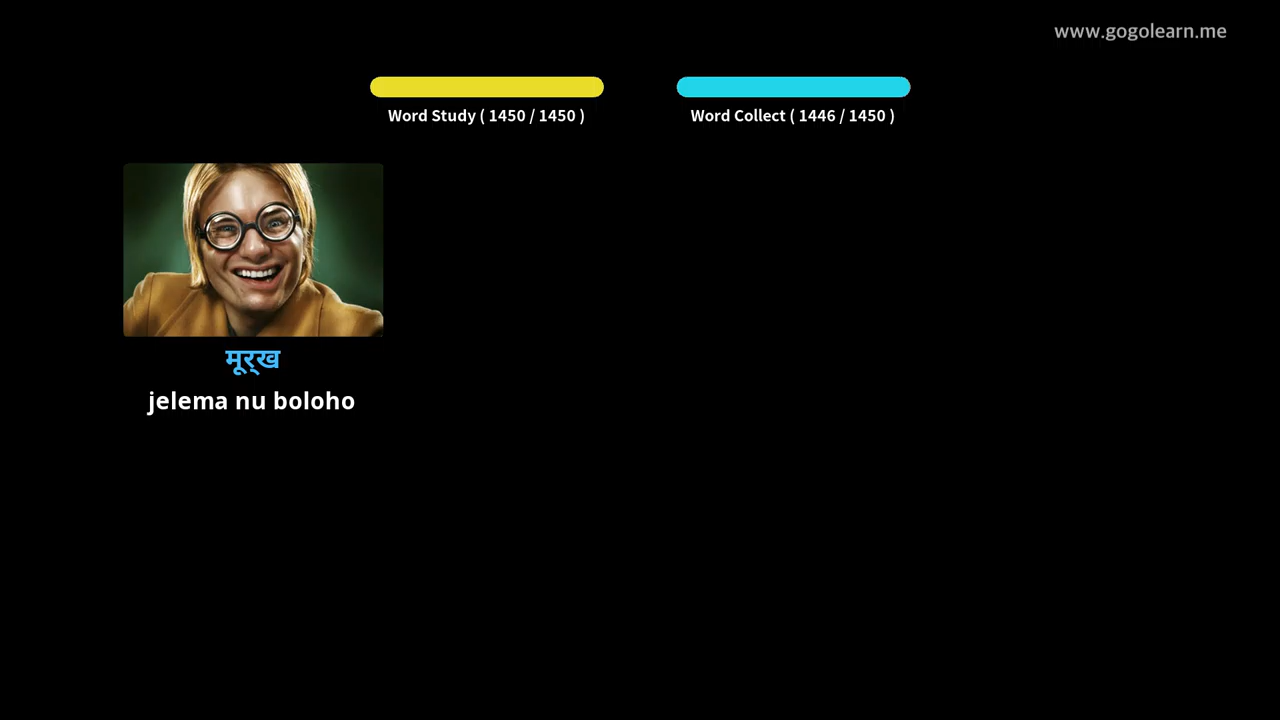 www.gogolearn.me
Word Study ( 1450 / 1450 )
Word Collect ( 1446 / 1450 )
मूर्ख
jelema nu boloho